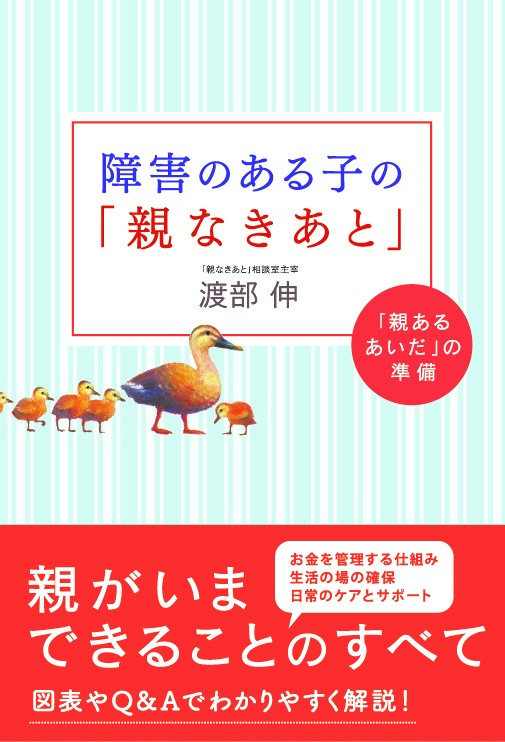 障害のある子の
「親なきあと」
「親なきあと」相談室主宰
渡部 伸
「親ある
あいだ」の
準備
お金を管理する仕組み
生活の場の確保
日常のケアとサポート
親がいま
できることのすべて
図表やQ&Aでわかりやすく解説！